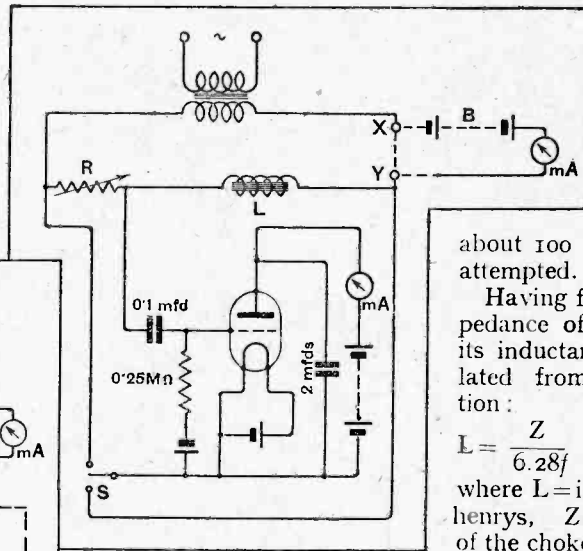 ~
X
B
Y
mA
R
L
0·1 mfd
mA
0·25MΩ
2 mfds
mA
S
about 100
attempted.
Having f
pedance of
its inductan
lated from
tion:
L = Z / 6.28f
where L=i
henrys, Z
of the choke